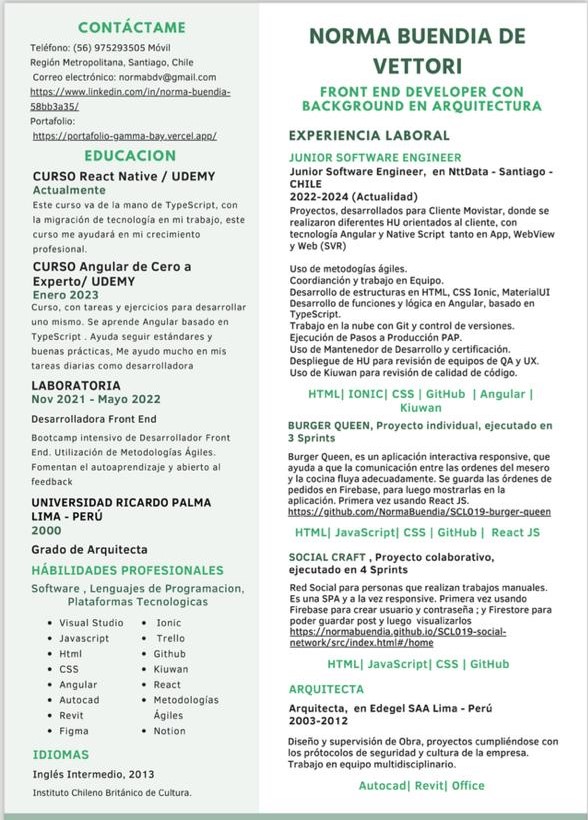 CONTÁCTAME
Teléfono: (56) 975293505 Móvil
Región Metropolitana, Santiago, Chile
Correo electrónico: normabdv@gmail.com
https://www.linkedin.com/in/norma-buendia-
58bb3a35/
Portafolio:
https://portafolio-gamma-bay.vercel.app/
EDUCACION
CURSO React Native / UDEMY
Actualmente
Este curso va de la mano de TypeScript, con
la migración de tecnología en mi trabajo, este
curso me ayudará en mi crecimiento
profesional.
CURSO Angular de Cero a
Experto/ UDEMY
Enero 2023
Curso, con tareas y ejercicios para desarrollar
uno mismo. Se aprende Angular basado en
TypeScript . Ayuda seguir estándares y
buenas prácticas, Me ayudo mucho en mis
tareas diarias como desarrolladora
LABORATORIA
Nov 2021 - Mayo 2022
Desarrolladora Front End
Bootcamp intensivo de Desarrollador Front
End. Utilización de Metodologías Ágiles.
Fomentan el autoaprendizaje y abierto al
feedback
UNIVERSIDAD RICARDO PALMA
LIMA - PERÚ
2000
Grado de Arquitecta
HÁBILIDADES PROFESIONALES
Software , Lenguajes de Programacion,
Plataformas Tecnologicas
• Visual Studio
• Javascript
• Html
• CSS
• Angular
• Autocad
• Revit
• Figma
• Ionic
• Trello
• Github
• Kiuwan
• React
• Metodologías
Ágiles
• Notion
IDIOMAS
Inglés Intermedio, 2013
Instituto Chileno Británico de Cultura.
NORMA BUENDIA DE
VETTORI
FRONT END DEVELOPER CON
BACKGROUND EN ARQUITECTURA
EXPERIENCIA LABORAL
JUNIOR SOFTWARE ENGINEER
Junior Software Engineer, en NttData - Santiago -
CHILE
2022-2024 (Actualidad)
Proyectos, desarrollados para Cliente Movistar, donde se
realizaron diferentes HU orientados al cliente, con
tecnología Angular y Native Script tanto en App, WebView
y Web (SVR)
Uso de metodogías ágiles.
Coordianción y trabajo en Equipo.
Desarrollo de estructuras en HTML, CSS Ionic, MaterialUI
Desarrollo de funciones y lógica en Angular, basado en
TypeScript.
Trabajo en la nube con Git y control de versiones.
Ejecución de Pasos a Producción PAP.
Uso de Mantenedor de Desarrollo y certificación.
Despliegue de HU para revisión de equipos de QA y UX.
Uso de Kiuwan para revisión de calidad de código.
HTML| IONIC| CSS | GitHub | Angular |
Kiuwan
BURGER QUEEN, Proyecto individual, ejecutado en
3 Sprints
Burger Queen, es un aplicación interactiva responsive, que
ayuda a que la comunicación entre las ordenes del mesero
y la cocina fluya adecuadamente. Se guarda las órdenes de
pedidos en Firebase, para luego mostrarlas en la
aplicación. Primera vez usando React JS.
https://github.com/NormaBuendia/SCL019-burger-queen
HTML| JavaScript| CSS | GitHub | React JS
SOCIAL CRAFT , Proyecto colaborativo,
ejecutado en 4 Sprints
Red Social para personas que realizan trabajos manuales.
Es una SPA y a la vez responsive. Primera vez usando
Firebase para crear usuario y contraseña ; y Firestore para
poder guardar post y luego visualizarlos
https://normabuendia.github.io/SCL019-social-
network/src/index.html#/home
HTML| JavaScript| CSS | GitHub
ARQUITECTA
Arquitecta, en Edegel SAA Lima - Perú
2003-2012
Diseño y supervisión de Obra, proyectos cumpliéndose con
los prótocolos de seguridad y cultura de la empresa.
Trabajo en equipo multidisciplinario.
Autocad| Revit| Office